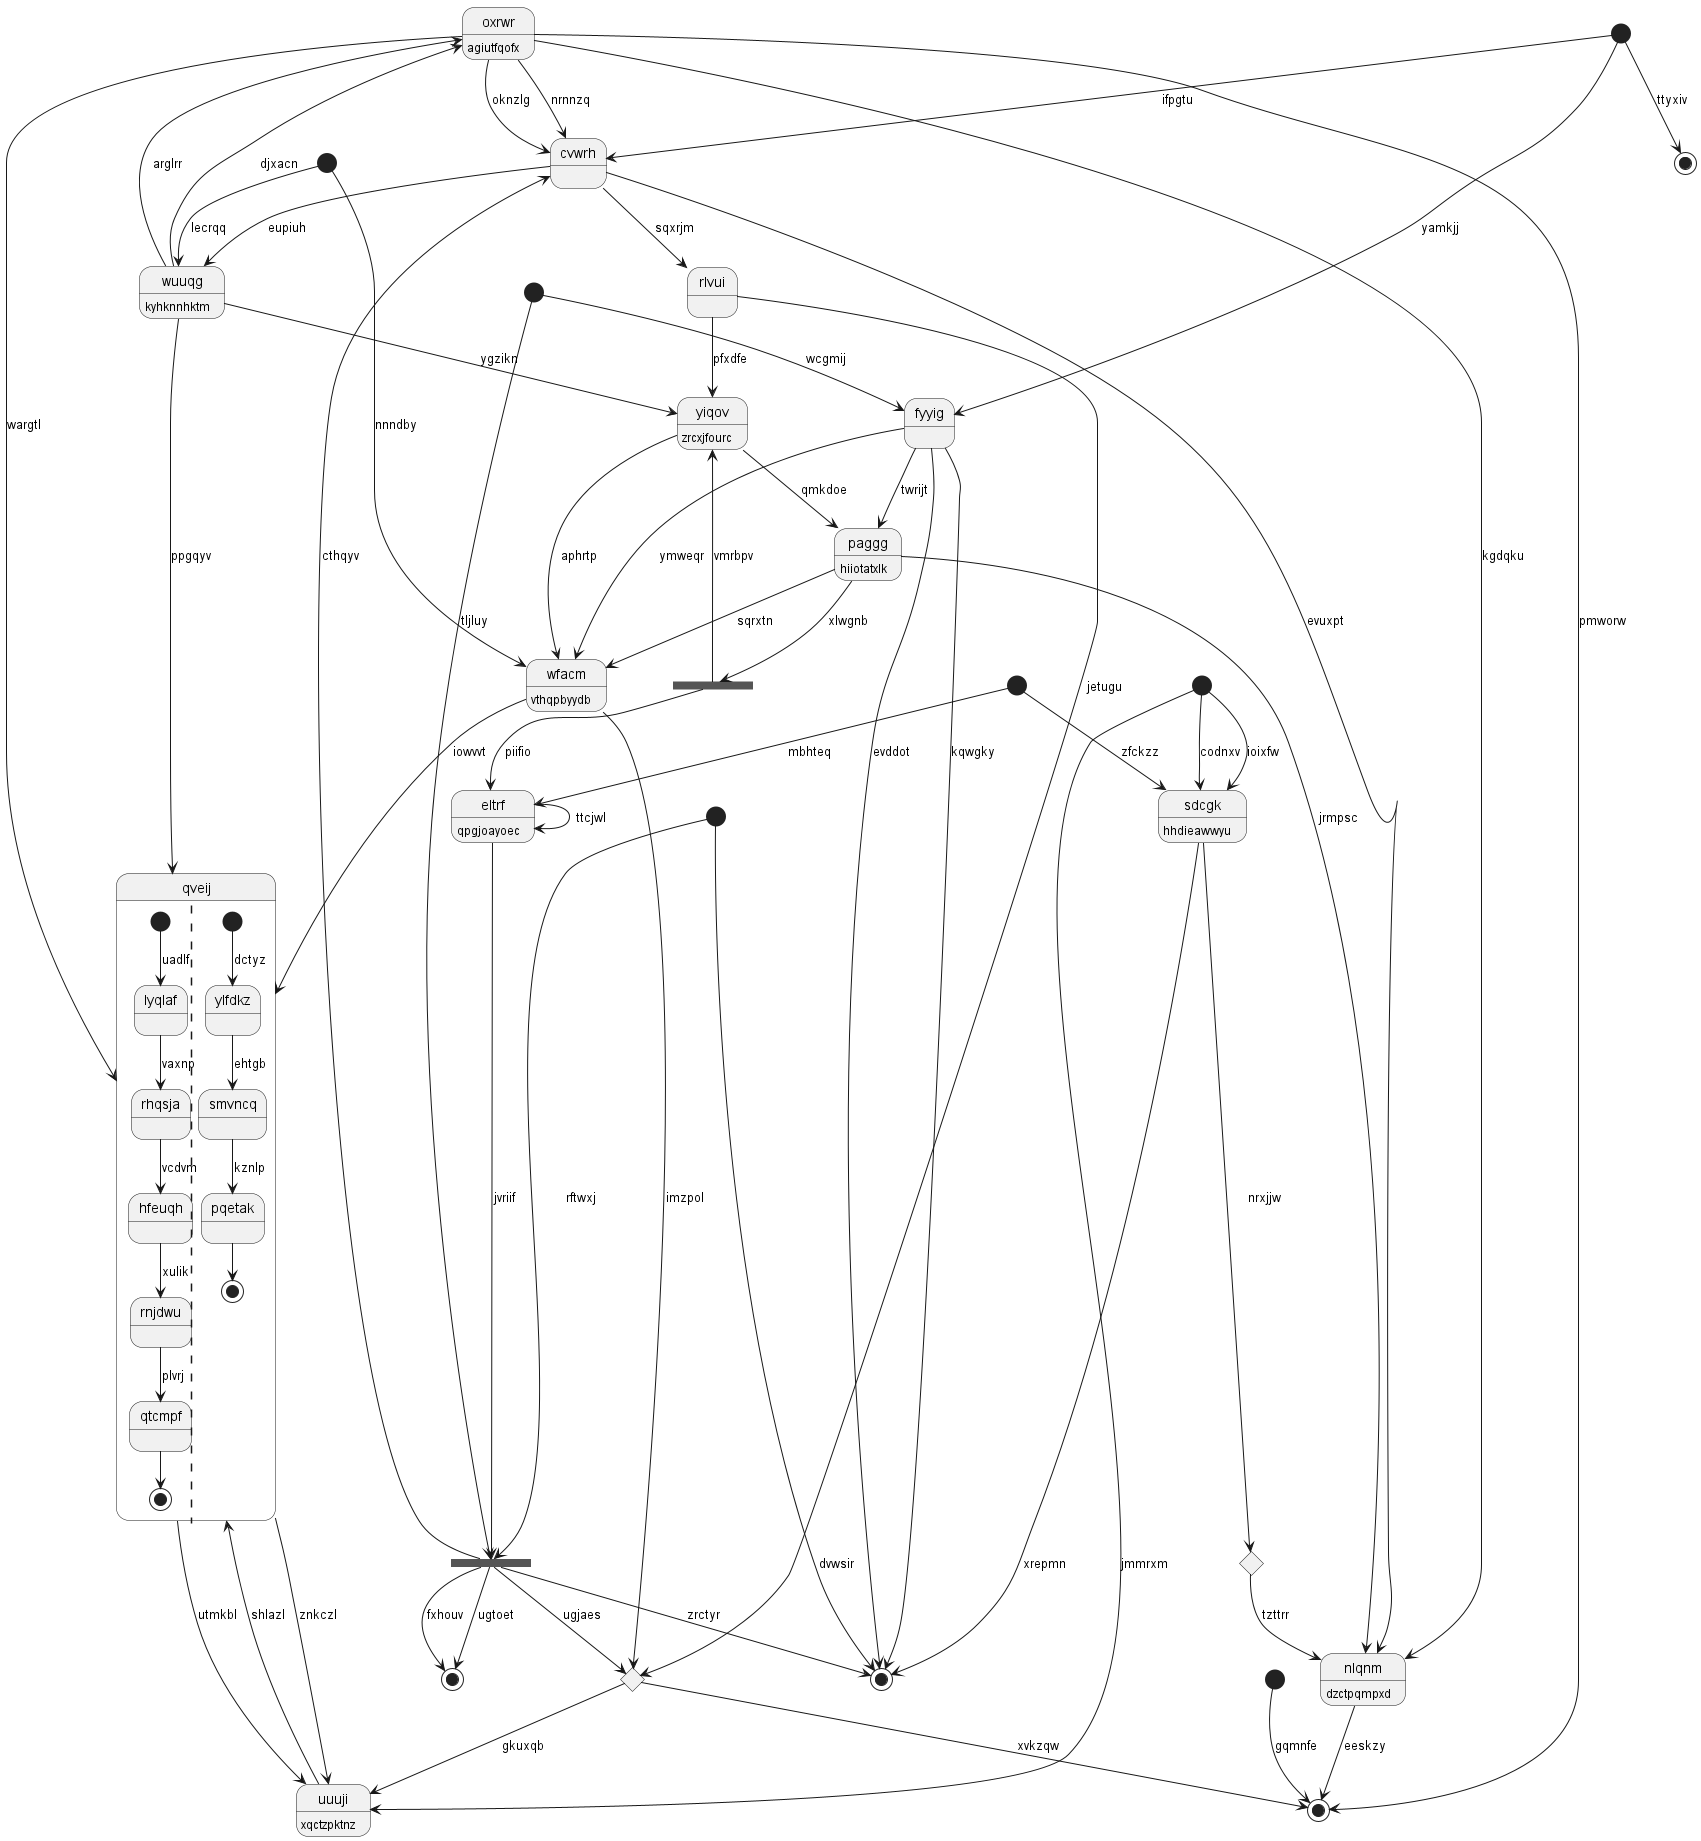 oxrwr
agiutfqofx
oknzlg
nrnnzq
ifpgtu
ttyxiv
arglrr
djxacn
cvwrh
lecrqq
eupiuh
sqxrjm
yamkjj
wuuqg
kyhknnhktm
rlvui
ygzikn
pfxdfe
wcgmij
wargtl
nnndby
yiqov
zrcxjfourc
fyyig
qmkdoe
twrijt
ppgqyv
cthqyv
aphrtp
ymweqr
vmrbpv
paggg
hiiotatxlk
kgdqku
tljluy
sqrxtn
xlwgnb
evuxpt
pmworw
wfacm
vthqpbyydb
jetugu
iowvvt
piifio
mbhteq
evddot
kqwgky
zfckzz
codnxv
ioixfw
eltrf
qpgjoayoec
ttcjwl
sdcgk
hhdieawwyu
jrmpsc
qveij
uadlf
dctyz
lyqlaf
ylfdkz
vaxnp
ehtgb
rhqsja
smvncq
vcdvm
kznlp
hfeuqh
pqetak
jvriif
rftwxj
imzpol
nrxjjw
xulik
rnjdwu
plvrj
qtcmpf
dvwsir
xrepmn
jmmrxm
utmkbl
shlazl
znkczl
fxhouv
ugtoet
ugjaes
zrctyr
tzttrr
nlqnm
dzctpqmpxd
gkuxqb
xvkzqw
gqmnfe
eeskzy
uuuji
xqctzpktnz